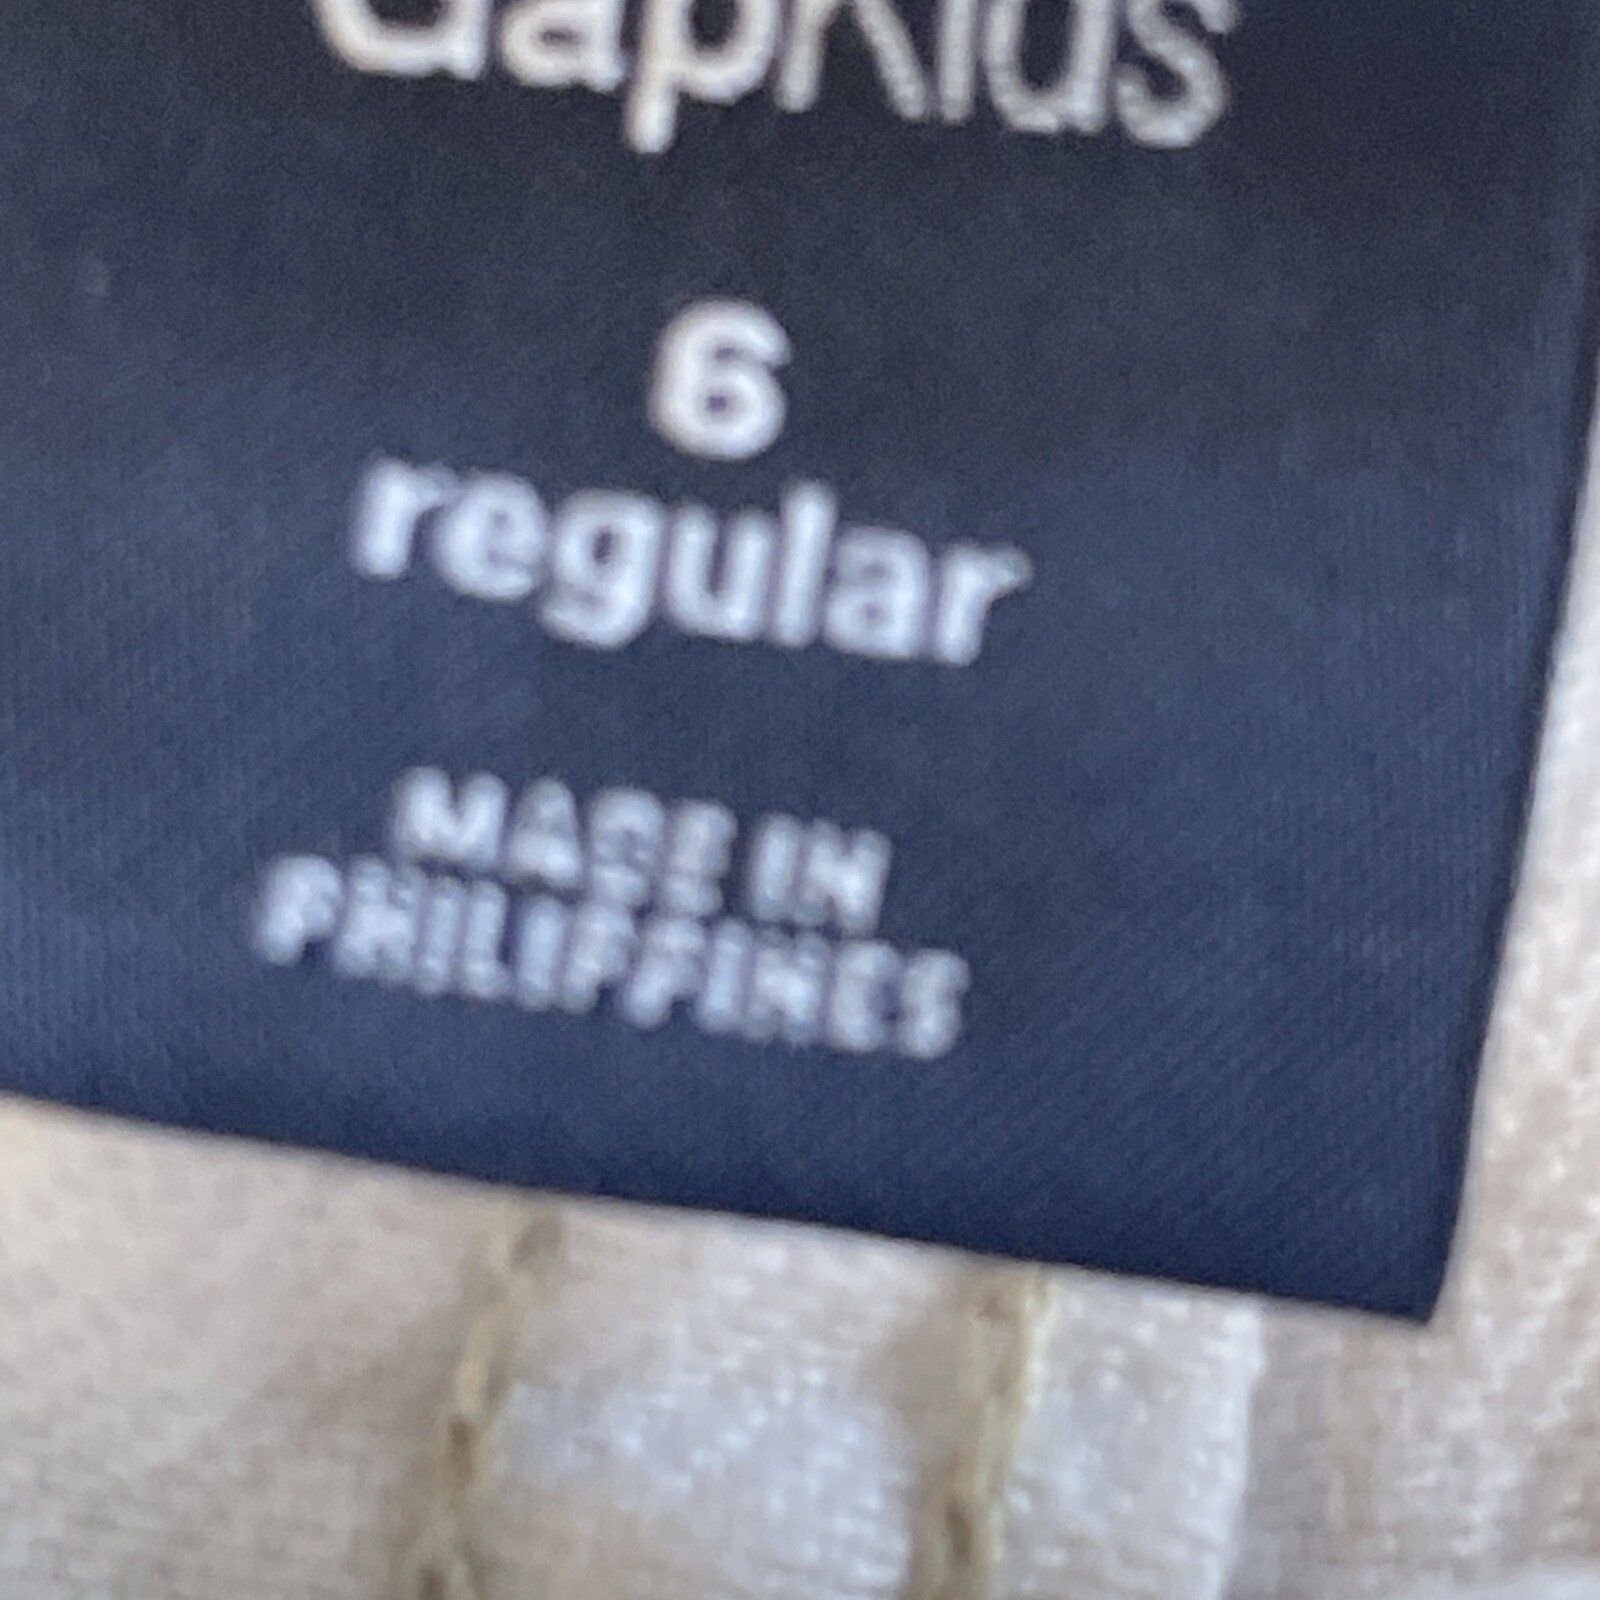 GapKids
6
regular
MADE IN
PHILIPPINES